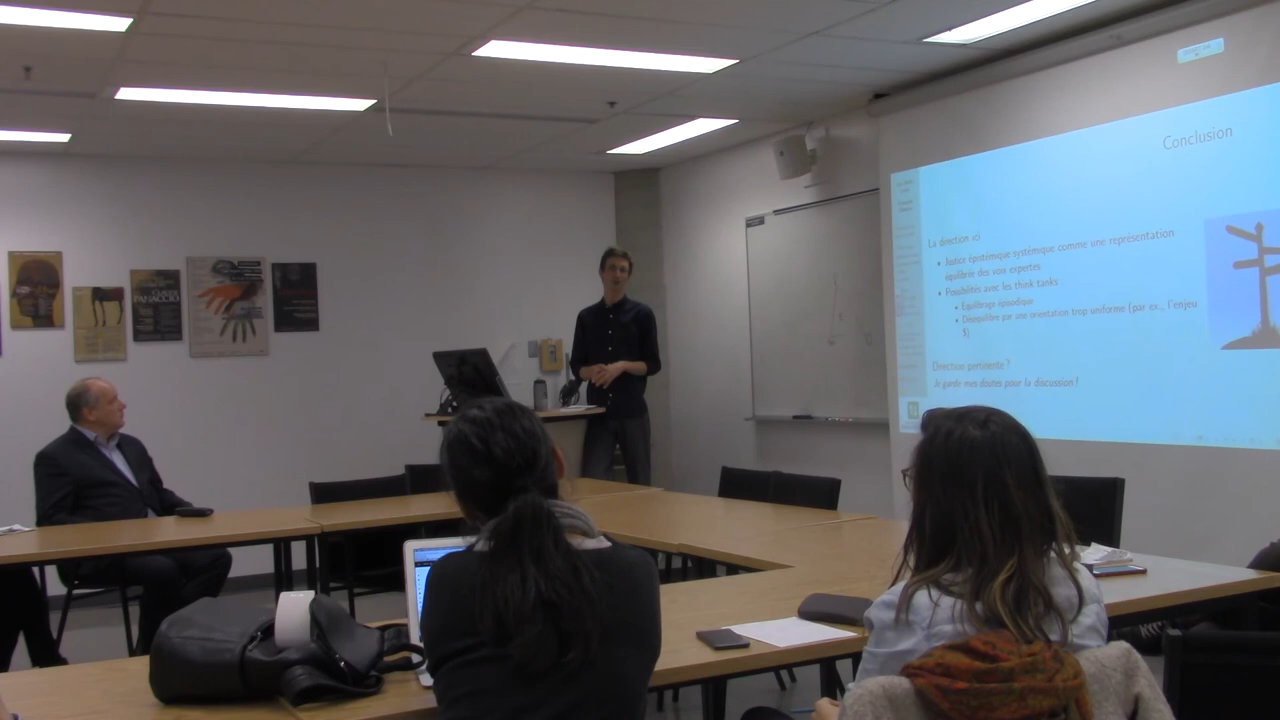 PANACCIO
Conclusion
La direction ici
Justice épistémique systémique comme une représentation
équilibrée des voix expertes
Possibilités avec les think tanks
Équilibrage épisodique
Déséquilibre par une orientation trop uniforme (par ex., l'enjeu
$)
Direction pertinente ?
Je garde mes doutes pour la discussion !